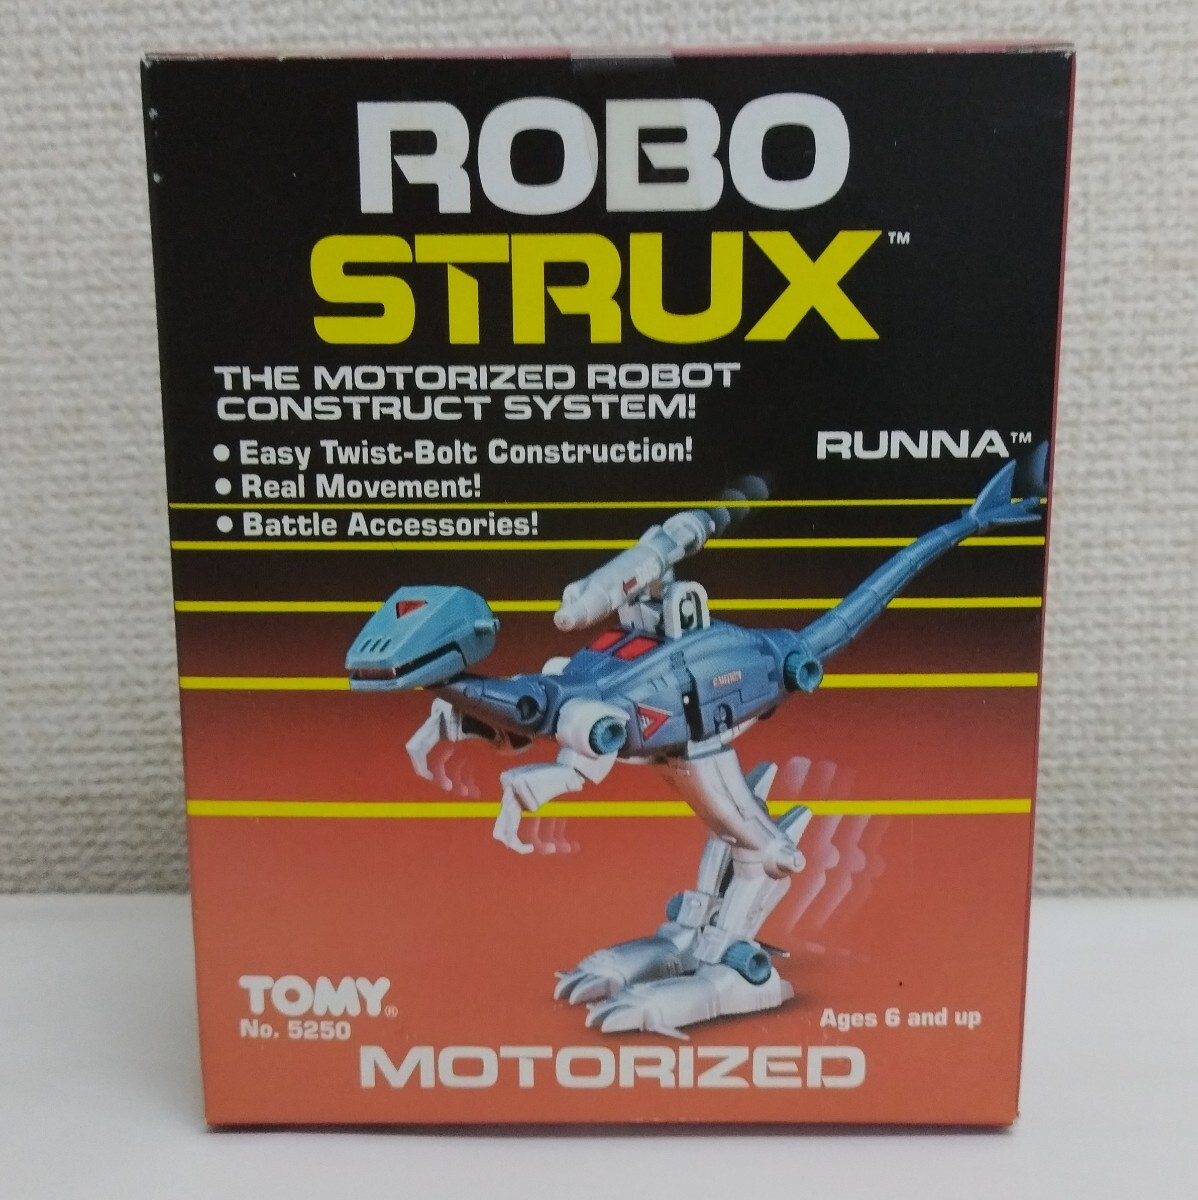 ROBO
STRUX™
THE MOTORIZED ROBOT
CONSTRUCT SYSTEM!
• Easy Twist-Bolt Construction!
• Real Movement!
• Battle Accessories!
RUNNA™
TOMY®
No. 5250
Ages 6 and up
MOTORIZED